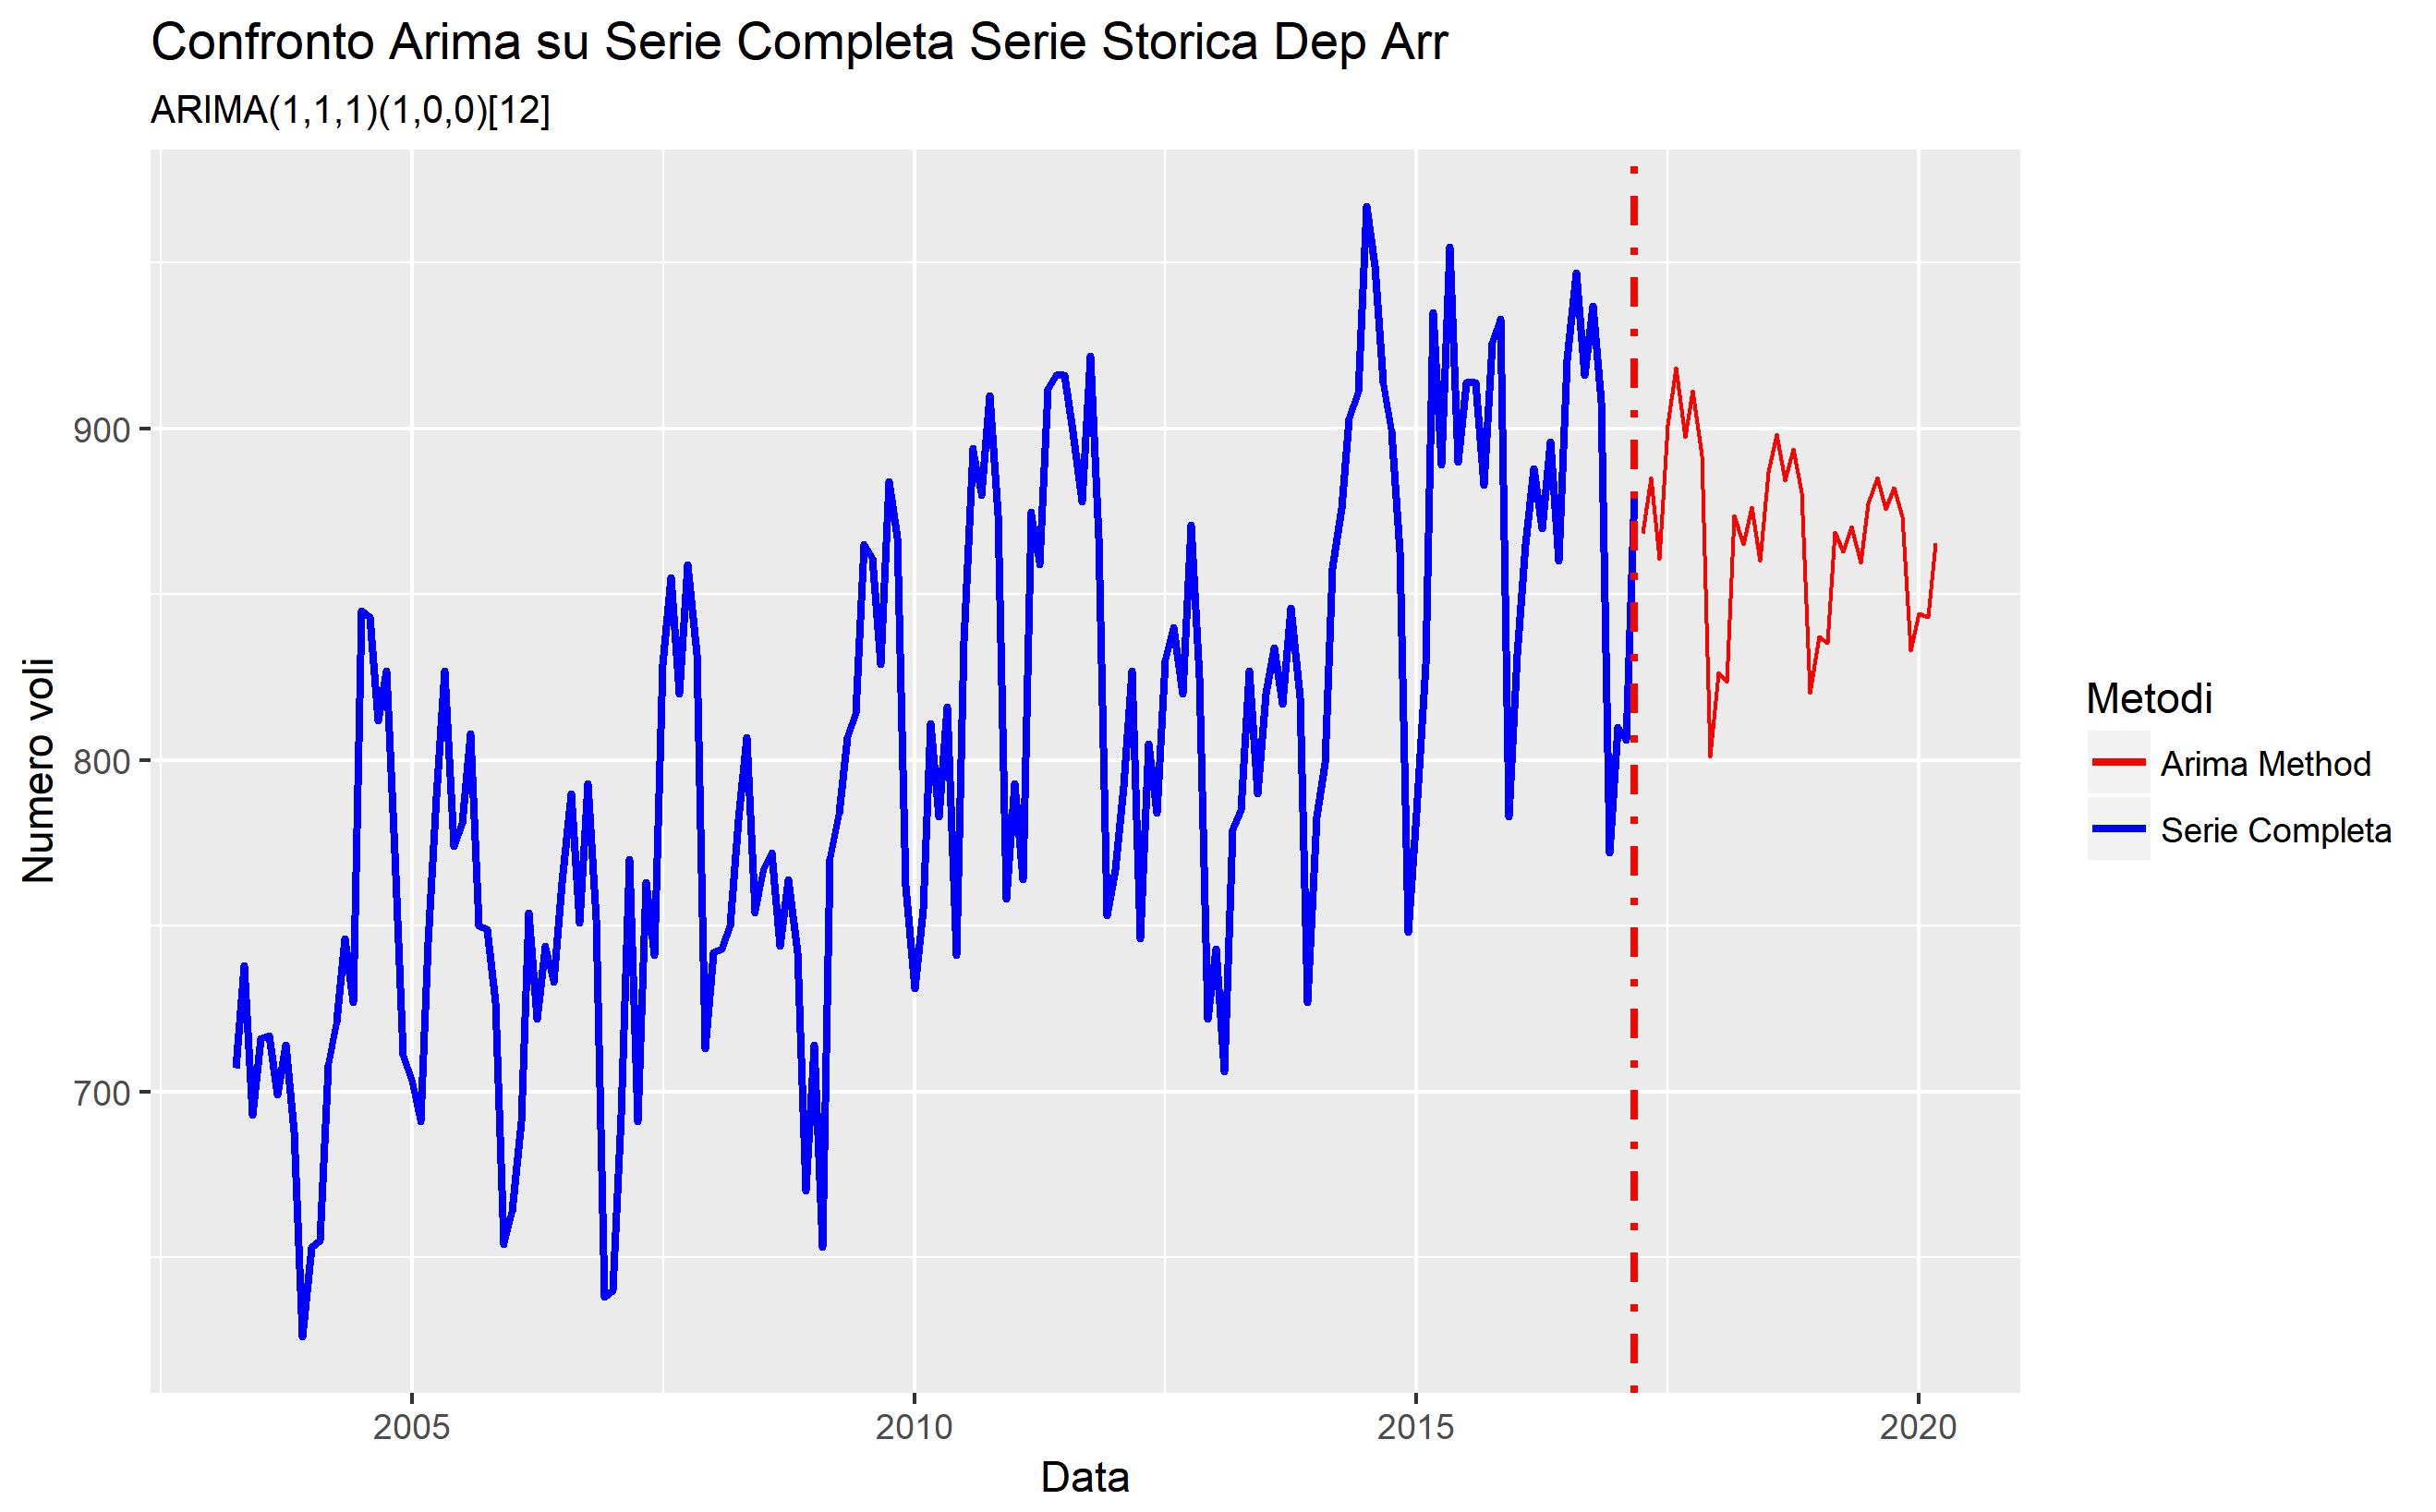 Confronto Arima su Serie Completa Serie Storica Dep Arr
ARIMA(1,1,1)(1,0,0)[12]
Numero voli
900
800
700
2005
2010
2015
2020
Data
Metodi
Arima Method
Serie Completa